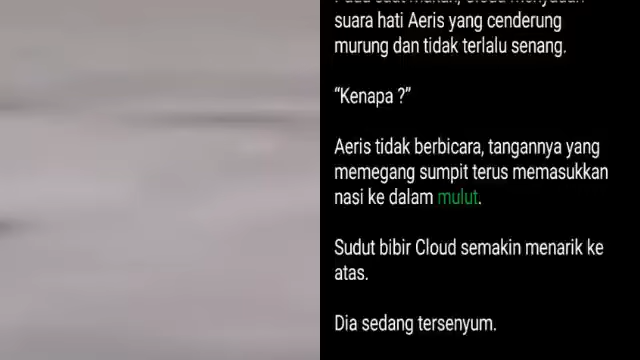 suara hati Aeris yang cenderung
murung dan tidak terlalu senang.
“Kenapa ?”
Aeris tidak berbicara, tangannya yang
memegang sumpit terus memasukkan
nasi ke dalam mulut.
Sudut bibir Cloud semakin menarik ke
atas.
Dia sedang tersenyum.